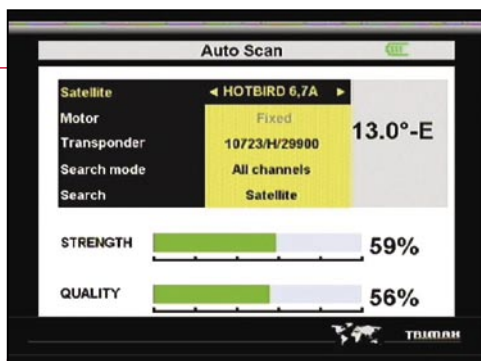 Auto Scan
Satellite ◄ HOTBIRD 6,7A ►
Motor Fixed
13.0°-E
Transponder 10723/H/29900
Search mode All channels
Search Satellite
STRENGTH 59%
QUALITY 56%
TRIMAX